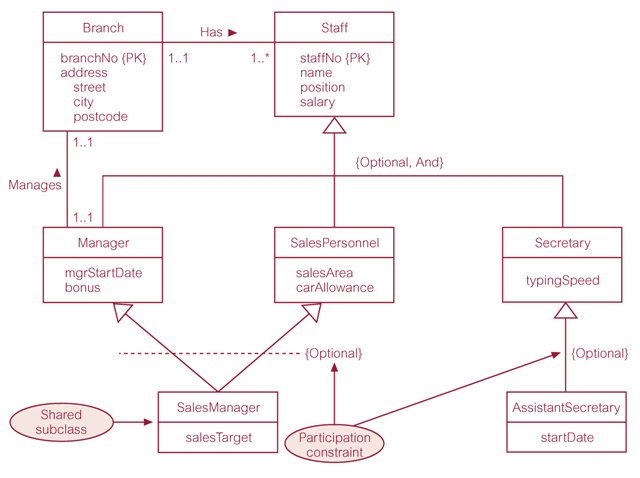 Branch
branchNo {PK}
address
street
city
postcode
Has ►
1..1
1..*
Staff
staffNo {PK}
name
position
salary
1..1
Manages ▲
1..1
{Optional, And}
Manager
mgrStartDate
bonus
SalesPersonnel
salesArea
carAllowance
Secretary
typingSpeed
{Optional}
{Optional}
Shared
subclass
SalesManager
salesTarget
Participation
constraint
AssistantSecretary
startDate